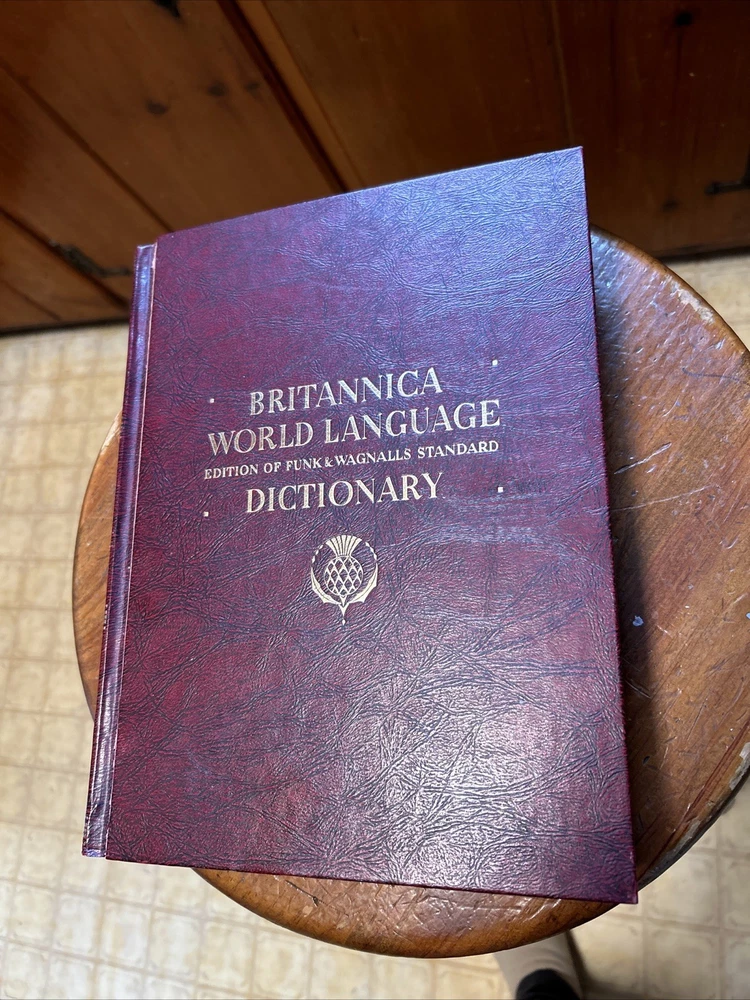 BRITANNICA
WORLD LANGUAGE
EDITION OF FUNK & WAGNALLS STANDARD
DICTIONARY